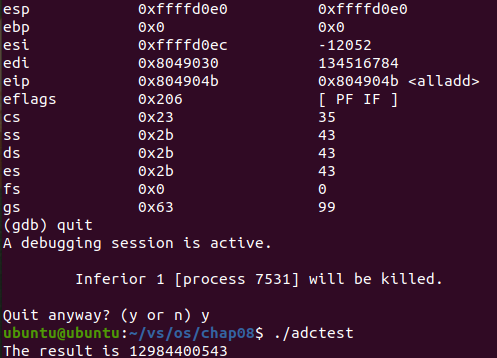 esp 0xffffd0e0 0xffffd0e0
ebp 0x0 0x0
esi 0xffffd0ec -12052
edi 0x8049030 134516784
eip 0x804904b 0x804904b <alladd>
eflags 0x206 [ PF IF ]
cs 0x23 35
ss 0x2b 43
ds 0x2b 43
es 0x2b 43
fs 0x0 0
gs 0x63 99
(gdb) quit
A debugging session is active.
Inferior 1 [process 7531] will be killed.
Quit anyway? (y or n) y
ubuntu@ubuntu:~/vs/os/chap08$ ./adctest
The result is 12984400543